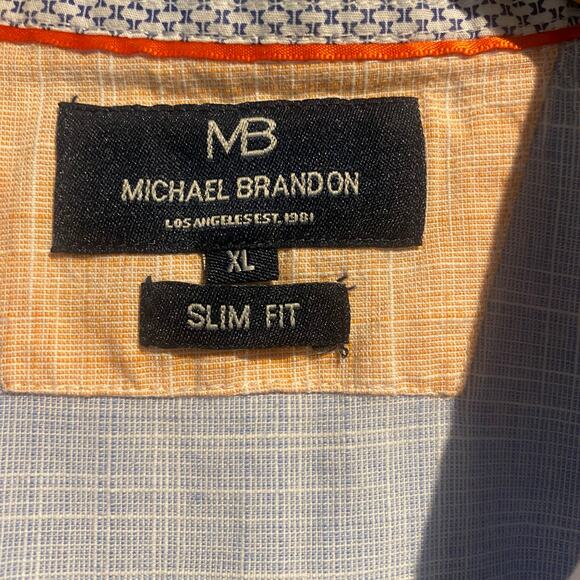 MB
MICHAEL BRANDON
LOS ANGELES EST. 1981
XL
SLIM FIT